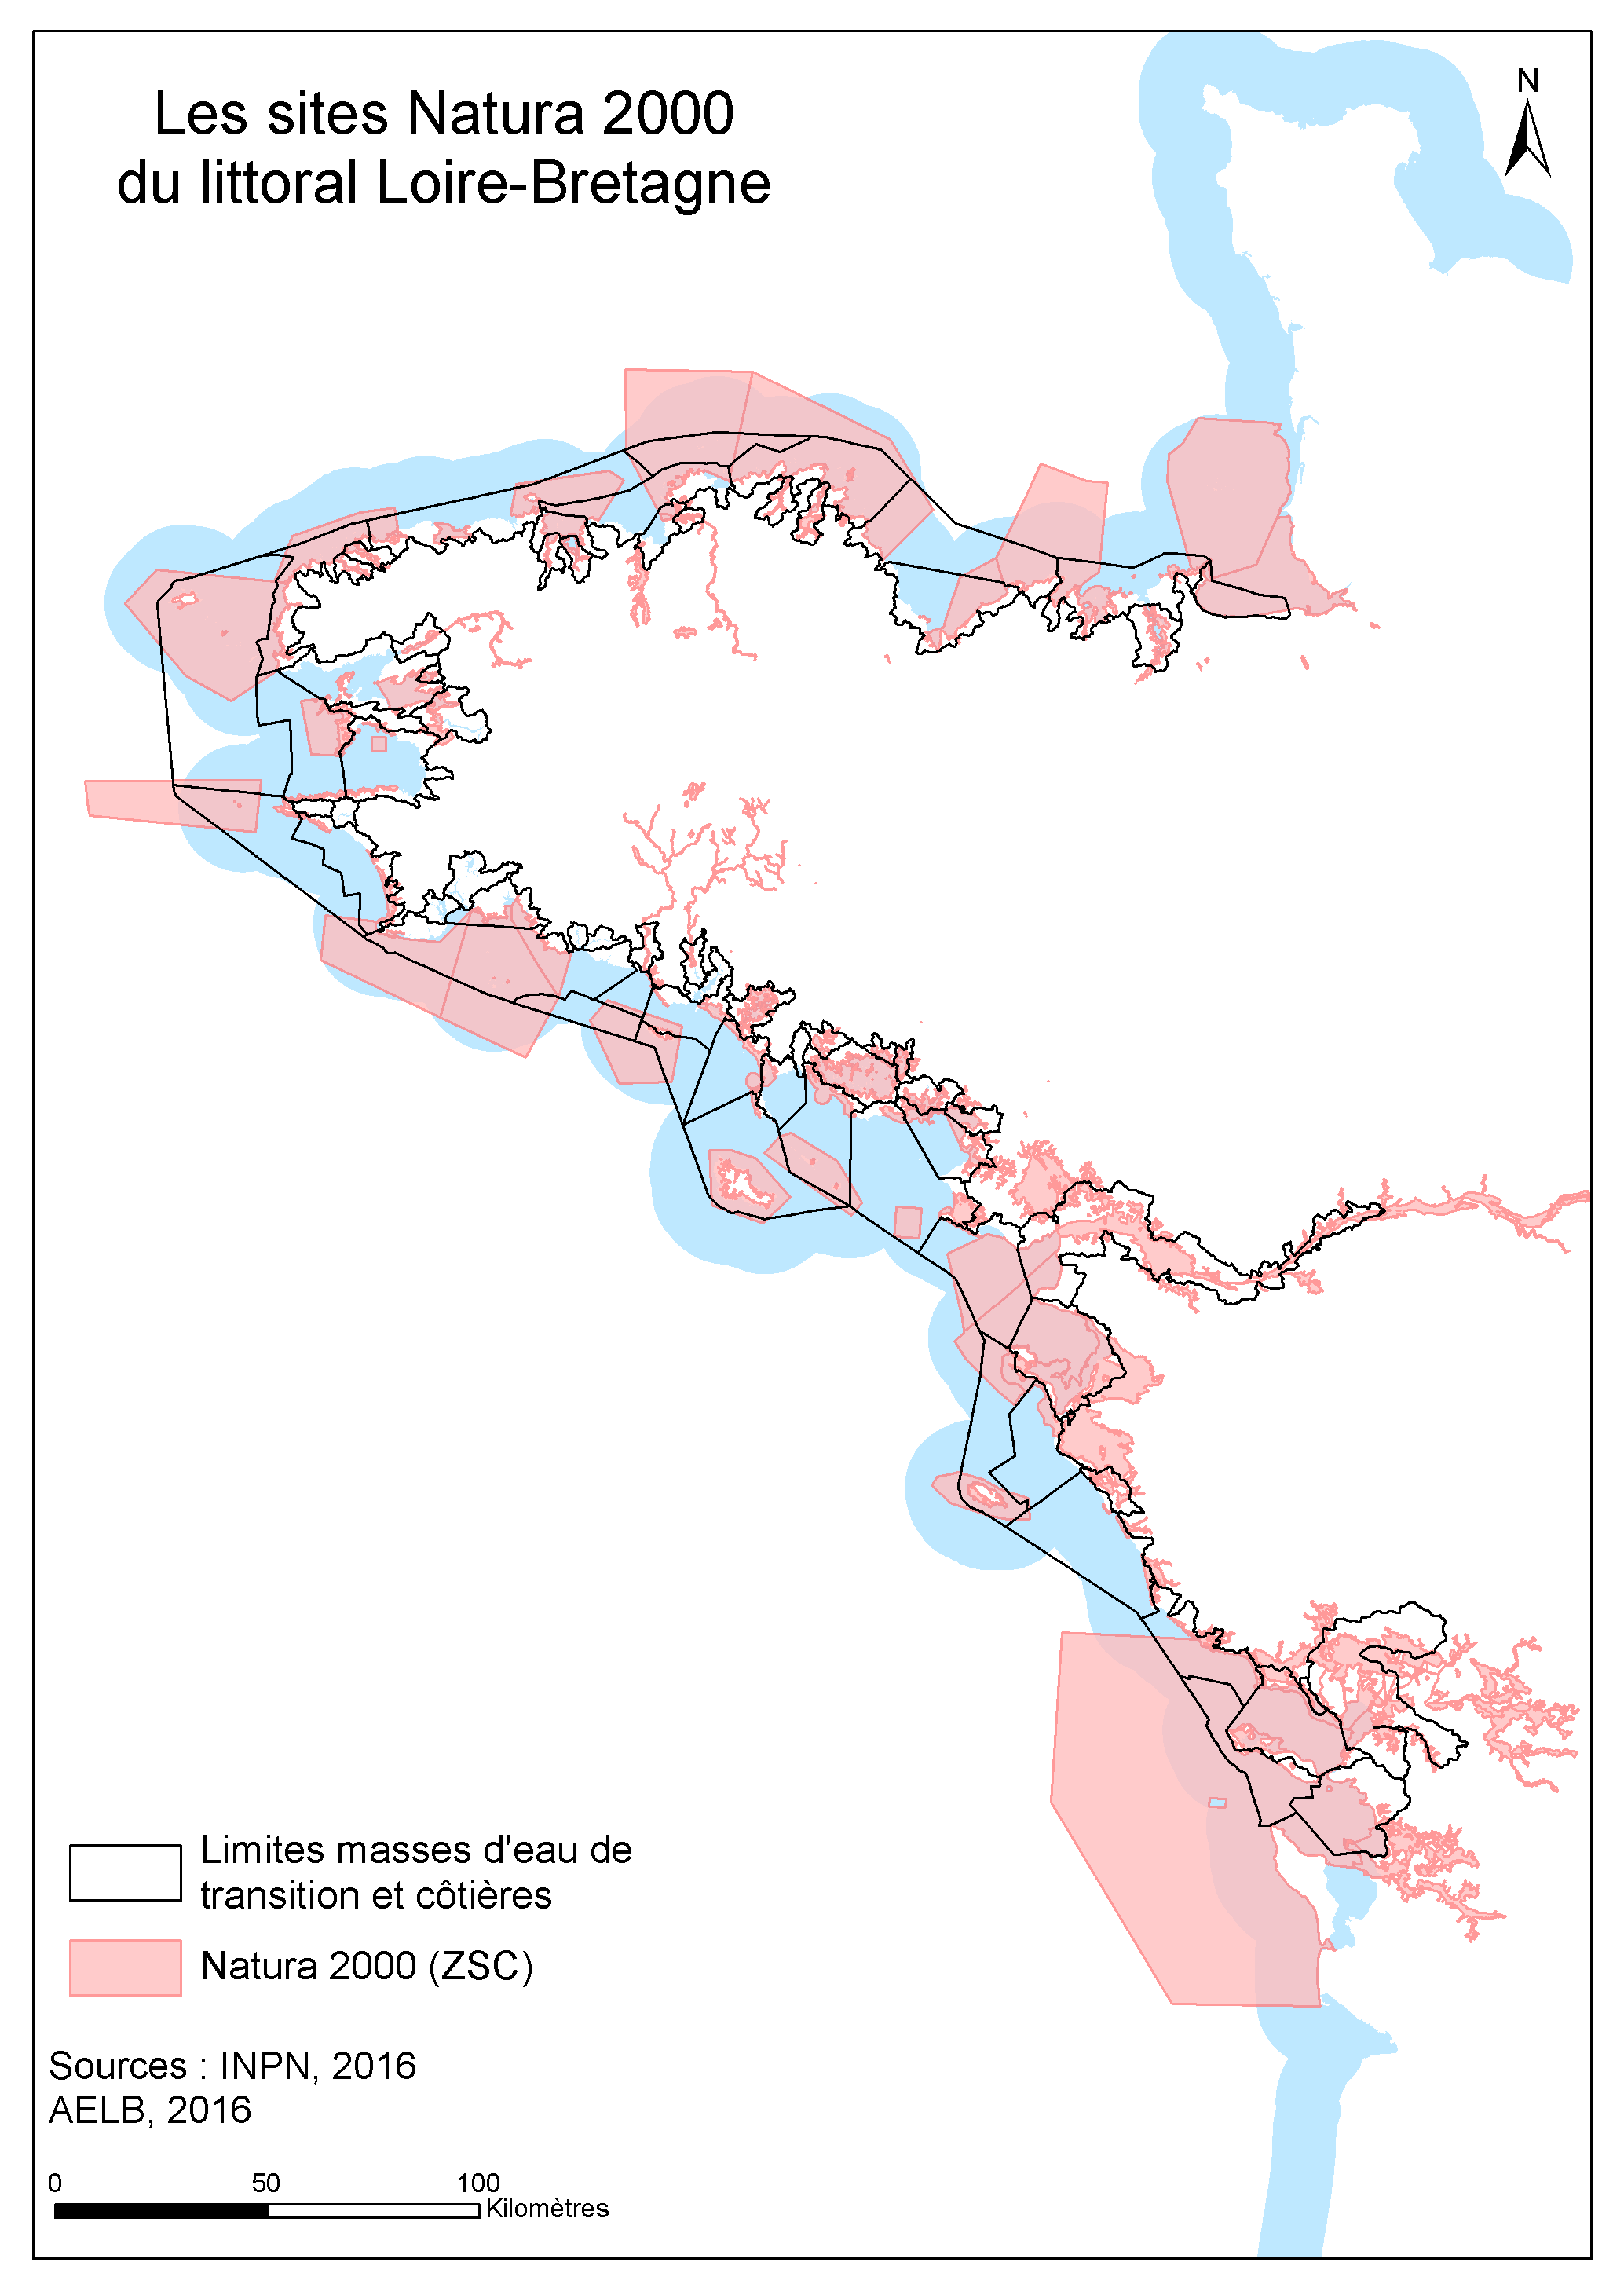 Les sites Natura 2000
du littoral Loire-Bretagne
N
Limites masses d'eau de
transition et côtières
Natura 2000 (ZSC)
Sources : INPN, 2016
AELB, 2016
0 50 100
Kilomètres